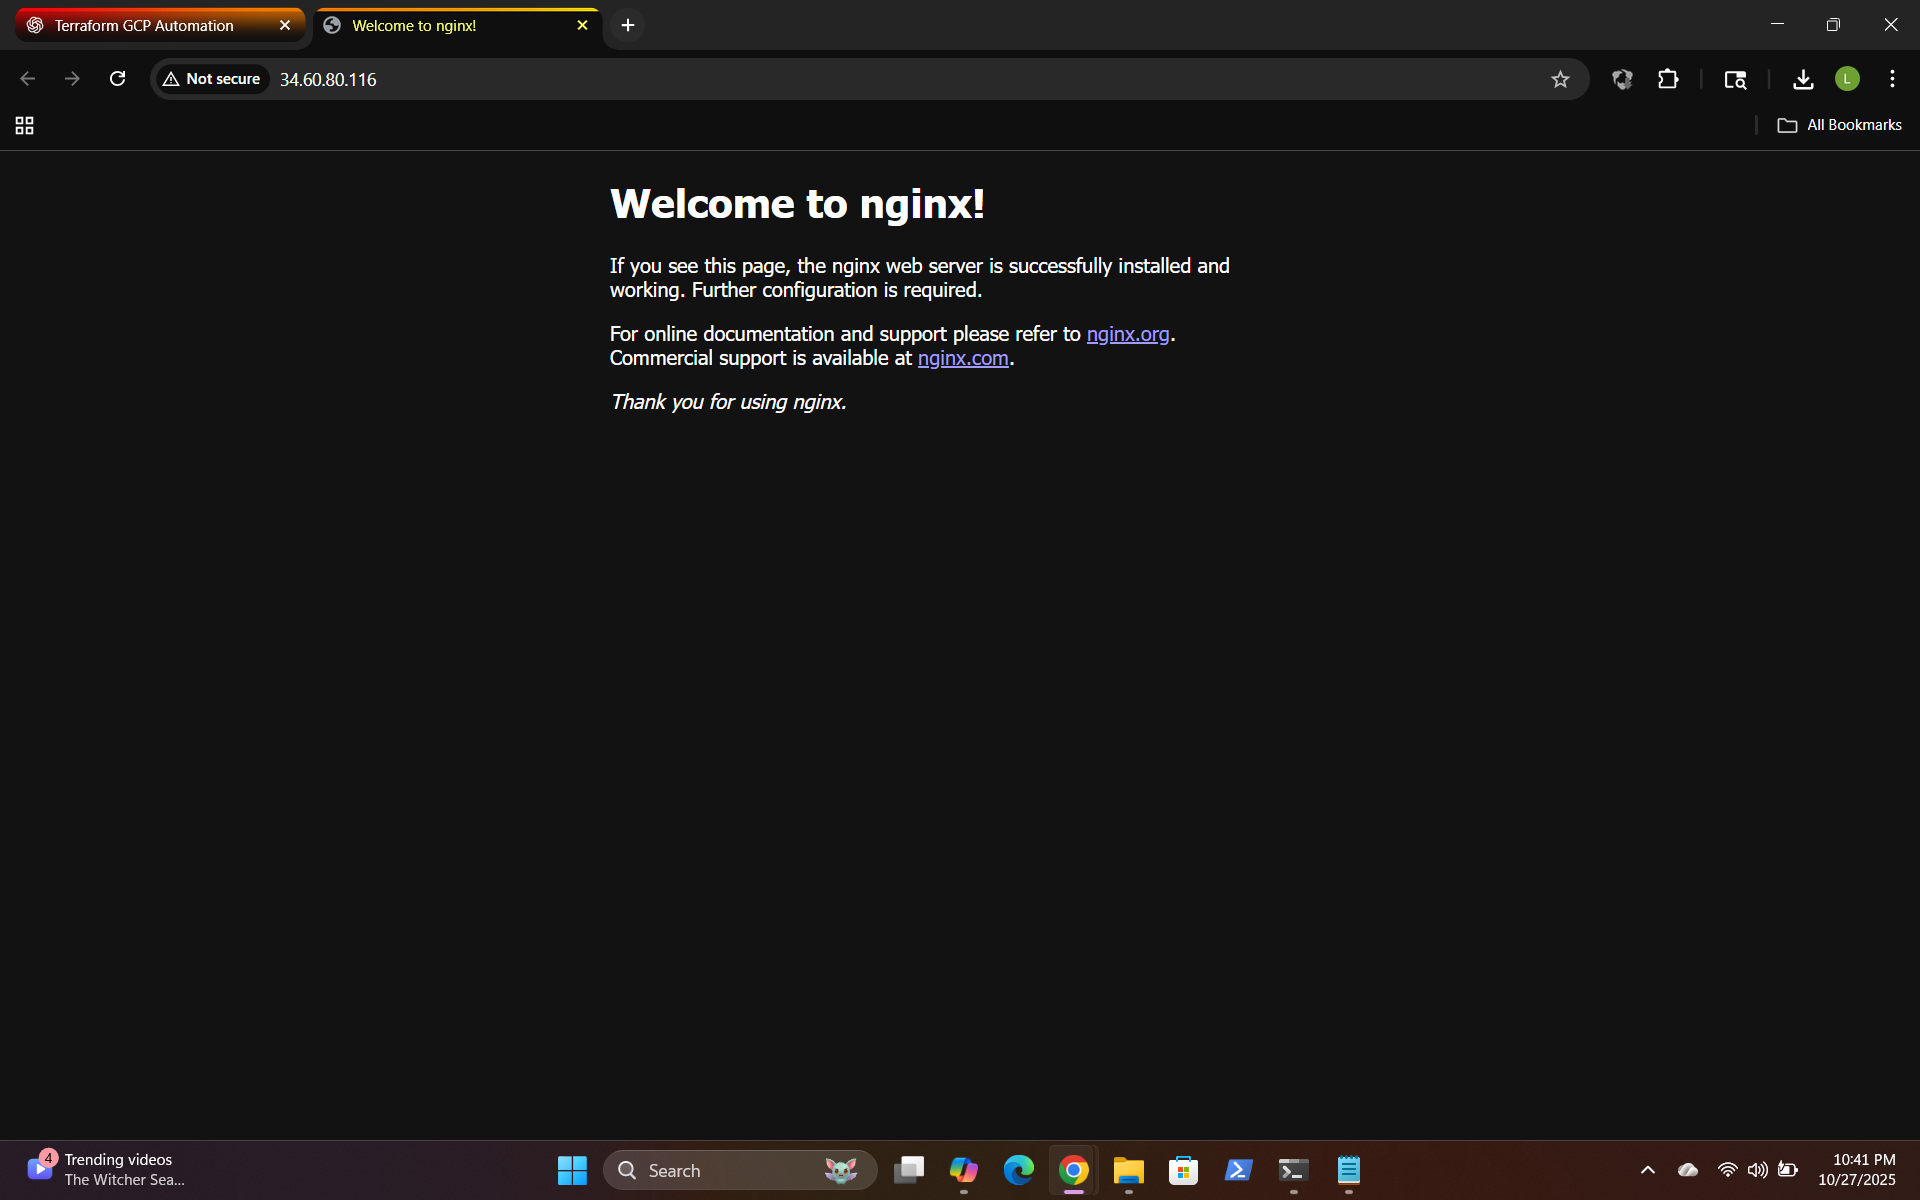 Terraform GCP Automation
Welcome to nginx!
Not secure
34.60.80.116
L
All Bookmarks
Welcome to nginx!
If you see this page, the nginx web server is successfully installed and
working. Further configuration is required.
For online documentation and support please refer to nginx.org.
Commercial support is available at nginx.com.
Thank you for using nginx.
4
Trending videos
The Witcher Sea...
Search
10:41 PM
10/27/2025